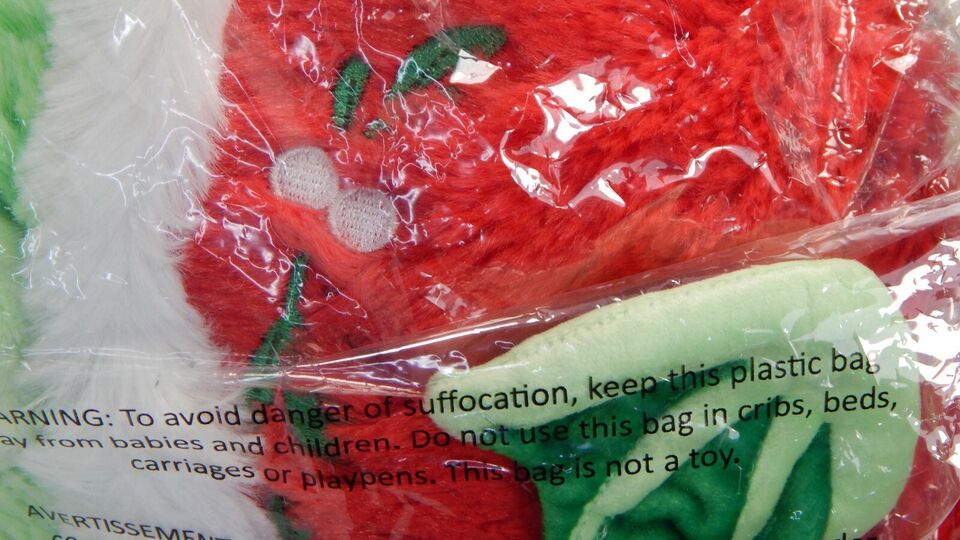 ARNING: To avoid danger of suffocation, keep this plastic bag
ay from babies and children. Do not use this bag in cribs, beds,
carriages or playpens. This bag is not a toy.
AVERTISSEMENT